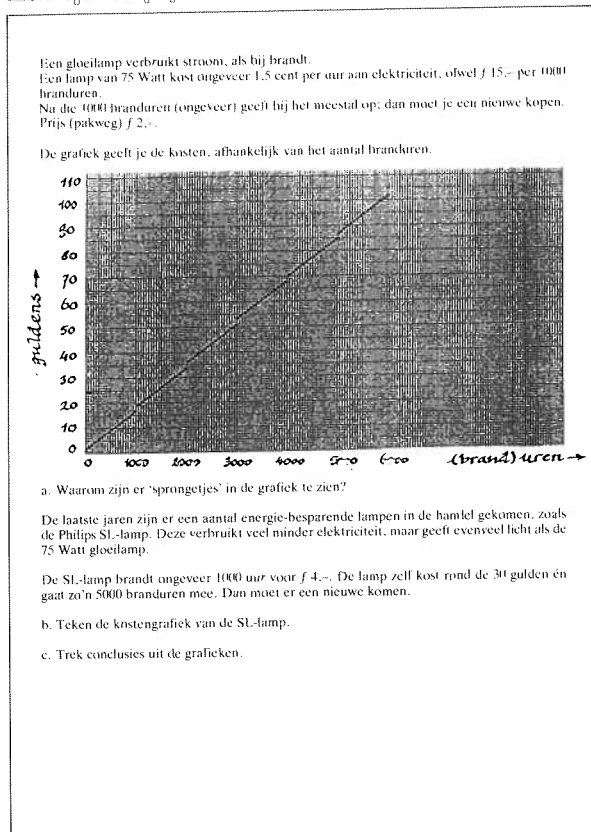 Een gloeilamp verbruikt stroom, als hij brandt.
Een lamp van 75 Watt kost ongeveer 1,5 cent per uur aan elektriciteit, ofwel ƒ 15,- per 1000
branduren.
Na die 1000 branduren (ongeveer) geeft hij het meestal op; dan moet je een nieuwe kopen.
Prijs (pakweg) ƒ 2,-.
De grafiek geeft je de kosten, afhankelijk van het aantal branduren.
110
100
90
80
70
60
50
40
30
20
10
0
guldens →
0 1000 2000 3000 4000 5000 6000 (brand) uren →
a. Waarom zijn er 'sprongetjes' in de grafiek te zien?
De laatste jaren zijn er een aantal energie-besparende lampen in de handel gekomen, zoals
de Philips SL-lamp. Deze verbruikt veel minder elektriciteit, maar geeft evenveel licht als de
75 Watt gloeilamp.
De SL-lamp brandt ongeveer 1000 uur voor ƒ 4,-. De lamp zelf kost rond de 30 gulden én
gaat zo'n 5000 branduren mee. Dan moet er een nieuwe komen.
b. Teken de kostengrafiek van de SL-lamp.
c. Trek conclusies uit de grafieken.